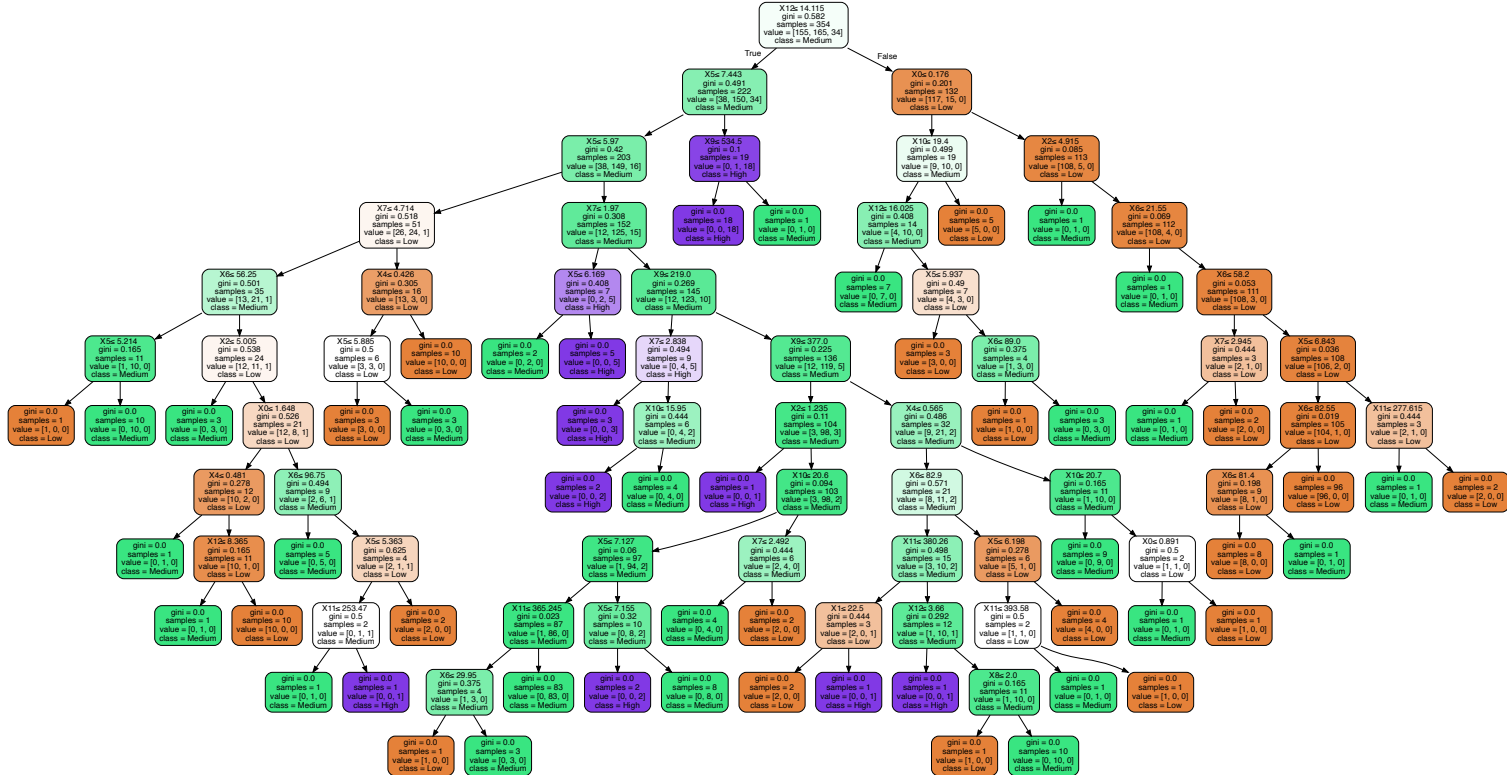 X12≤ 14.115
gini = 0.582
samples = 354
value = [155, 165, 34]
class = Medium
True
False
X5≤ 7.443
gini = 0.491
samples = 222
value = [38, 150, 34]
class = Medium
X0≤ 0.176
gini = 0.201
samples = 132
value = [117, 15, 0]
class = Low
X5≤ 5.97
gini = 0.42
samples = 203
value = [38, 149, 16]
class = Medium
X9≤ 534.5
gini = 0.1
samples = 19
value = [0, 1, 18]
class = High
X10≤ 19.4
gini = 0.499
samples = 19
value = [9, 10, 0]
class = Medium
X2≤ 4.915
gini = 0.085
samples = 113
value = [108, 5, 0]
class = Low
X7≤ 4.714
gini = 0.518
samples = 51
value = [26, 24, 1]
class = Low
X7≤ 1.97
gini = 0.308
samples = 152
value = [12, 125, 15]
class = Medium
gini = 0.0
samples = 18
value = [0, 0, 18]
class = High
gini = 0.0
samples = 1
value = [0, 1, 0]
class = Medium
X12≤ 16.025
gini = 0.408
samples = 14
value = [4, 10, 0]
class = Medium
gini = 0.0
samples = 5
value = [5, 0, 0]
class = Low
gini = 0.0
samples = 1
value = [0, 1, 0]
class = Medium
X6≤ 21.55
gini = 0.069
samples = 112
value = [108, 4, 0]
class = Low
X6≤ 56.25
gini = 0.501
samples = 35
value = [13, 21, 1]
class = Medium
X4≤ 0.426
gini = 0.305
samples = 16
value = [13, 3, 0]
class = Low
X5≤ 6.169
gini = 0.408
samples = 7
value = [0, 2, 5]
class = High
X9≤ 219.0
gini = 0.269
samples = 145
value = [12, 123, 10]
class = Medium
gini = 0.0
samples = 7
value = [0, 7, 0]
class = Medium
X5≤ 5.937
gini = 0.49
samples = 7
value = [4, 3, 0]
class = Low
gini = 0.0
samples = 1
value = [0, 1, 0]
class = Medium
X6≤ 58.2
gini = 0.053
samples = 111
value = [108, 3, 0]
class = Low
X5≤ 5.214
gini = 0.165
samples = 11
value = [1, 10, 0]
class = Medium
X2≤ 5.005
gini = 0.538
samples = 24
value = [12, 11, 1]
class = Low
X5≤ 5.885
gini = 0.5
samples = 6
value = [3, 3, 0]
class = Low
gini = 0.0
samples = 10
value = [10, 0, 0]
class = Low
gini = 0.0
samples = 2
value = [0, 2, 0]
class = Medium
gini = 0.0
samples = 5
value = [0, 0, 5]
class = High
X7≤ 2.838
gini = 0.494
samples = 9
value = [0, 4, 5]
class = High
X9≤ 377.0
gini = 0.225
samples = 136
value = [12, 119, 5]
class = Medium
gini = 0.0
samples = 3
value = [3, 0, 0]
class = Low
X6≤ 89.0
gini = 0.375
samples = 4
value = [1, 3, 0]
class = Medium
X7≤ 2.945
gini = 0.444
samples = 3
value = [2, 1, 0]
class = Low
X5≤ 6.843
gini = 0.036
samples = 108
value = [106, 2, 0]
class = Low
gini = 0.0
samples = 1
value = [1, 0, 0]
class = Low
gini = 0.0
samples = 10
value = [0, 10, 0]
class = Medium
gini = 0.0
samples = 3
value = [0, 3, 0]
class = Medium
X0≤ 1.648
gini = 0.526
samples = 21
value = [12, 8, 1]
class = Low
gini = 0.0
samples = 3
value = [3, 0, 0]
class = Low
gini = 0.0
samples = 3
value = [0, 3, 0]
class = Medium
gini = 0.0
samples = 3
value = [0, 0, 3]
class = High
X10≤ 15.95
gini = 0.444
samples = 6
value = [0, 4, 2]
class = Medium
X2≤ 1.235
gini = 0.11
samples = 104
value = [3, 98, 3]
class = Medium
X4≤ 0.565
gini = 0.486
samples = 32
value = [9, 21, 2]
class = Medium
gini = 0.0
samples = 1
value = [1, 0, 0]
class = Low
gini = 0.0
samples = 3
value = [0, 3, 0]
class = Medium
gini = 0.0
samples = 1
value = [0, 1, 0]
class = Medium
gini = 0.0
samples = 2
value = [2, 0, 0]
class = Low
X6≤ 82.55
gini = 0.019
samples = 105
value = [104, 1, 0]
class = Low
X11≤ 277.615
gini = 0.444
samples = 3
value = [2, 1, 0]
class = Low
X4≤ 0.481
gini = 0.278
samples = 12
value = [10, 2, 0]
class = Low
X6≤ 96.75
gini = 0.494
samples = 9
value = [2, 6, 1]
class = Medium
gini = 0.0
samples = 2
value = [0, 0, 2]
class = High
gini = 0.0
samples = 4
value = [0, 4, 0]
class = Medium
gini = 0.0
samples = 1
value = [0, 0, 1]
class = High
X10≤ 20.6
gini = 0.094
samples = 103
value = [3, 98, 2]
class = Medium
X6≤ 82.9
gini = 0.571
samples = 21
value = [8, 11, 2]
class = Medium
X10≤ 20.7
gini = 0.165
samples = 11
value = [1, 10, 0]
class = Medium
X6≤ 81.4
gini = 0.198
samples = 9
value = [8, 1, 0]
class = Low
gini = 0.0
samples = 96
value = [96, 0, 0]
class = Low
gini = 0.0
samples = 1
value = [0, 1, 0]
class = Medium
gini = 0.0
samples = 2
value = [2, 0, 0]
class = Low
gini = 0.0
samples = 1
value = [0, 1, 0]
class = Medium
X12≤ 8.365
gini = 0.165
samples = 11
value = [10, 1, 0]
class = Low
gini = 0.0
samples = 5
value = [0, 5, 0]
class = Medium
X5≤ 5.363
gini = 0.625
samples = 4
value = [2, 1, 1]
class = Low
X5≤ 7.127
gini = 0.06
samples = 97
value = [1, 94, 2]
class = Medium
X7≤ 2.492
gini = 0.444
samples = 6
value = [2, 4, 0]
class = Medium
X11≤ 380.26
gini = 0.498
samples = 15
value = [3, 10, 2]
class = Medium
X5≤ 6.198
gini = 0.278
samples = 6
value = [5, 1, 0]
class = Low
gini = 0.0
samples = 9
value = [0, 9, 0]
class = Medium
X0≤ 0.891
gini = 0.5
samples = 2
value = [1, 1, 0]
class = Low
gini = 0.0
samples = 8
value = [8, 0, 0]
class = Low
gini = 0.0
samples = 1
value = [0, 1, 0]
class = Medium
gini = 0.0
samples = 1
value = [0, 1, 0]
class = Medium
gini = 0.0
samples = 10
value = [10, 0, 0]
class = Low
X11≤ 253.47
gini = 0.5
samples = 2
value = [0, 1, 1]
class = Medium
gini = 0.0
samples = 2
value = [2, 0, 0]
class = Low
X11≤ 365.245
gini = 0.023
samples = 87
value = [1, 86, 0]
class = Medium
X5≤ 7.155
gini = 0.32
samples = 10
value = [0, 8, 2]
class = Medium
gini = 0.0
samples = 4
value = [0, 4, 0]
class = Medium
gini = 0.0
samples = 2
value = [2, 0, 0]
class = Low
X1≤ 22.5
gini = 0.444
samples = 3
value = [2, 0, 1]
class = Low
X12≤ 3.66
gini = 0.292
samples = 12
value = [1, 10, 1]
class = Medium
X11≤ 393.58
gini = 0.5
samples = 2
value = [1, 1, 0]
class = Low
gini = 0.0
samples = 4
value = [4, 0, 0]
class = Low
gini = 0.0
samples = 1
value = [0, 1, 0]
class = Medium
gini = 0.0
samples = 1
value = [1, 0, 0]
class = Low
gini = 0.0
samples = 1
value = [0, 1, 0]
class = Medium
gini = 0.0
samples = 1
value = [0, 0, 1]
class = High
X6≤ 29.95
gini = 0.375
samples = 4
value = [1, 3, 0]
class = Medium
gini = 0.0
samples = 83
value = [0, 83, 0]
class = Medium
gini = 0.0
samples = 2
value = [0, 0, 2]
class = High
gini = 0.0
samples = 8
value = [0, 8, 0]
class = Medium
gini = 0.0
samples = 2
value = [2, 0, 0]
class = Low
gini = 0.0
samples = 1
value = [0, 0, 1]
class = High
gini = 0.0
samples = 1
value = [0, 0, 1]
class = High
X8≤ 2.0
gini = 0.165
samples = 11
value = [1, 10, 0]
class = Medium
gini = 0.0
samples = 1
value = [0, 1, 0]
class = Medium
gini = 0.0
samples = 1
value = [1, 0, 0]
class = Low
gini = 0.0
samples = 1
value = [1, 0, 0]
class = Low
gini = 0.0
samples = 3
value = [0, 3, 0]
class = Medium
gini = 0.0
samples = 1
value = [1, 0, 0]
class = Low
gini = 0.0
samples = 10
value = [0, 10, 0]
class = Medium